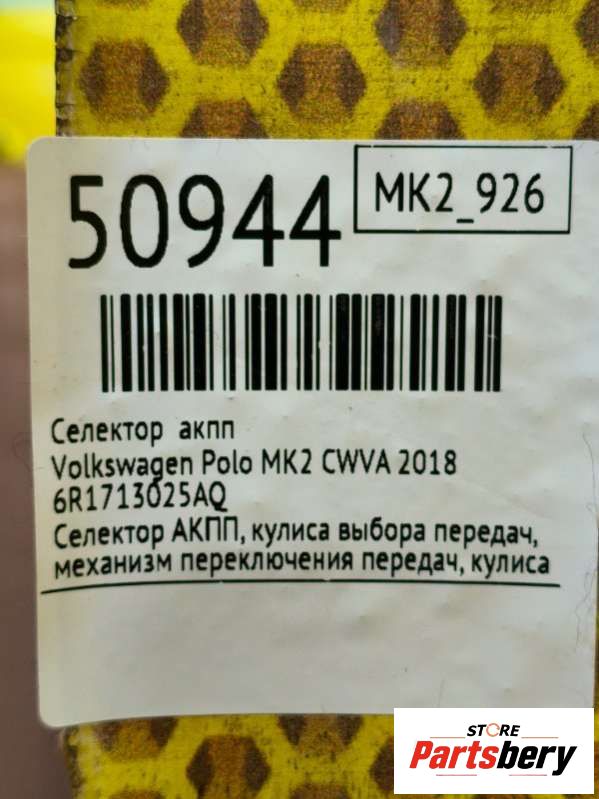 50944
MK2_926
Селектор акпп
Volkswagen Polo MK2 CWVA 2018
6R1713025AQ
Селектор АКПП, кулиса выбора передач,
механизм переключения передач, кулиса
STORE
Partsbery